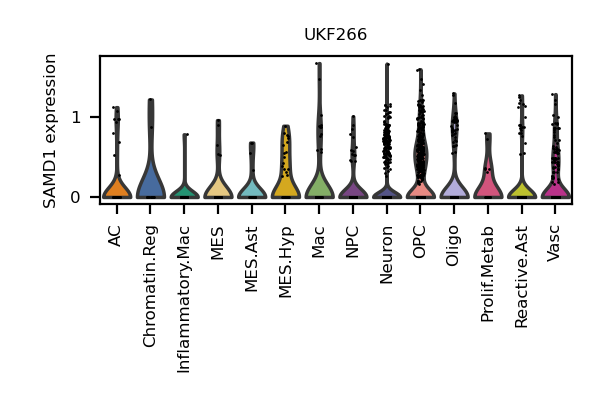 UKF266
SAMD1 expression
1
0
AC
Chromatin.Reg
Inflammatory.Mac
MES
MES.Ast
MES.Hyp
Mac
NPC
Neuron
OPC
Oligo
Prolif.Metab
Reactive.Ast
Vasc